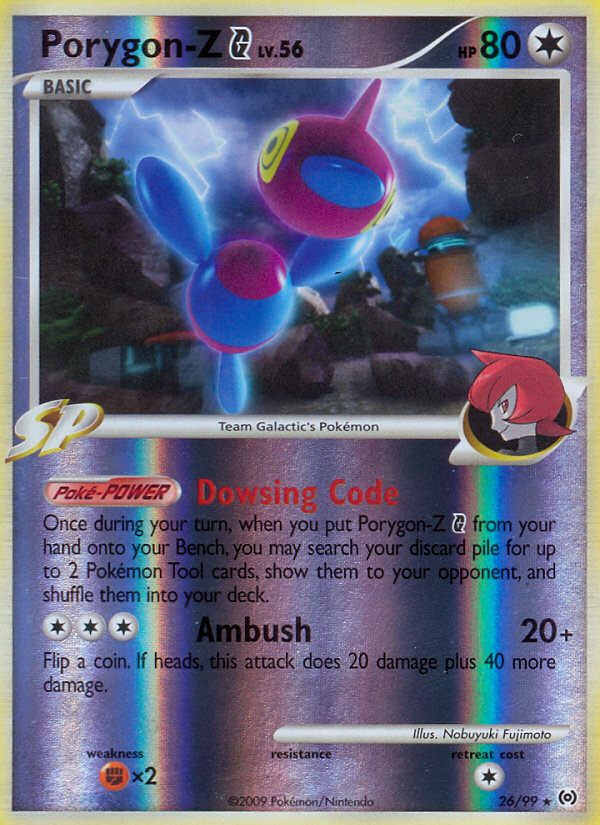 Porygon-Z G LV.56 HP 80
BASIC
SP
Team Galactic's Pokémon
Poké-POWER Dowsing Code
Once during your turn, when you put Porygon-Z G from your
hand onto your Bench, you may search your discard pile for up
to 2 Pokémon Tool cards, show them to your opponent, and
shuffle them into your deck.
Ambush 20+
Flip a coin. If heads, this attack does 20 damage plus 40 more
damage.
Illus. Nobuyuki Fujimoto
weakness resistance retreat cost
×2
©2009 Pokémon/Nintendo 26/99 ★